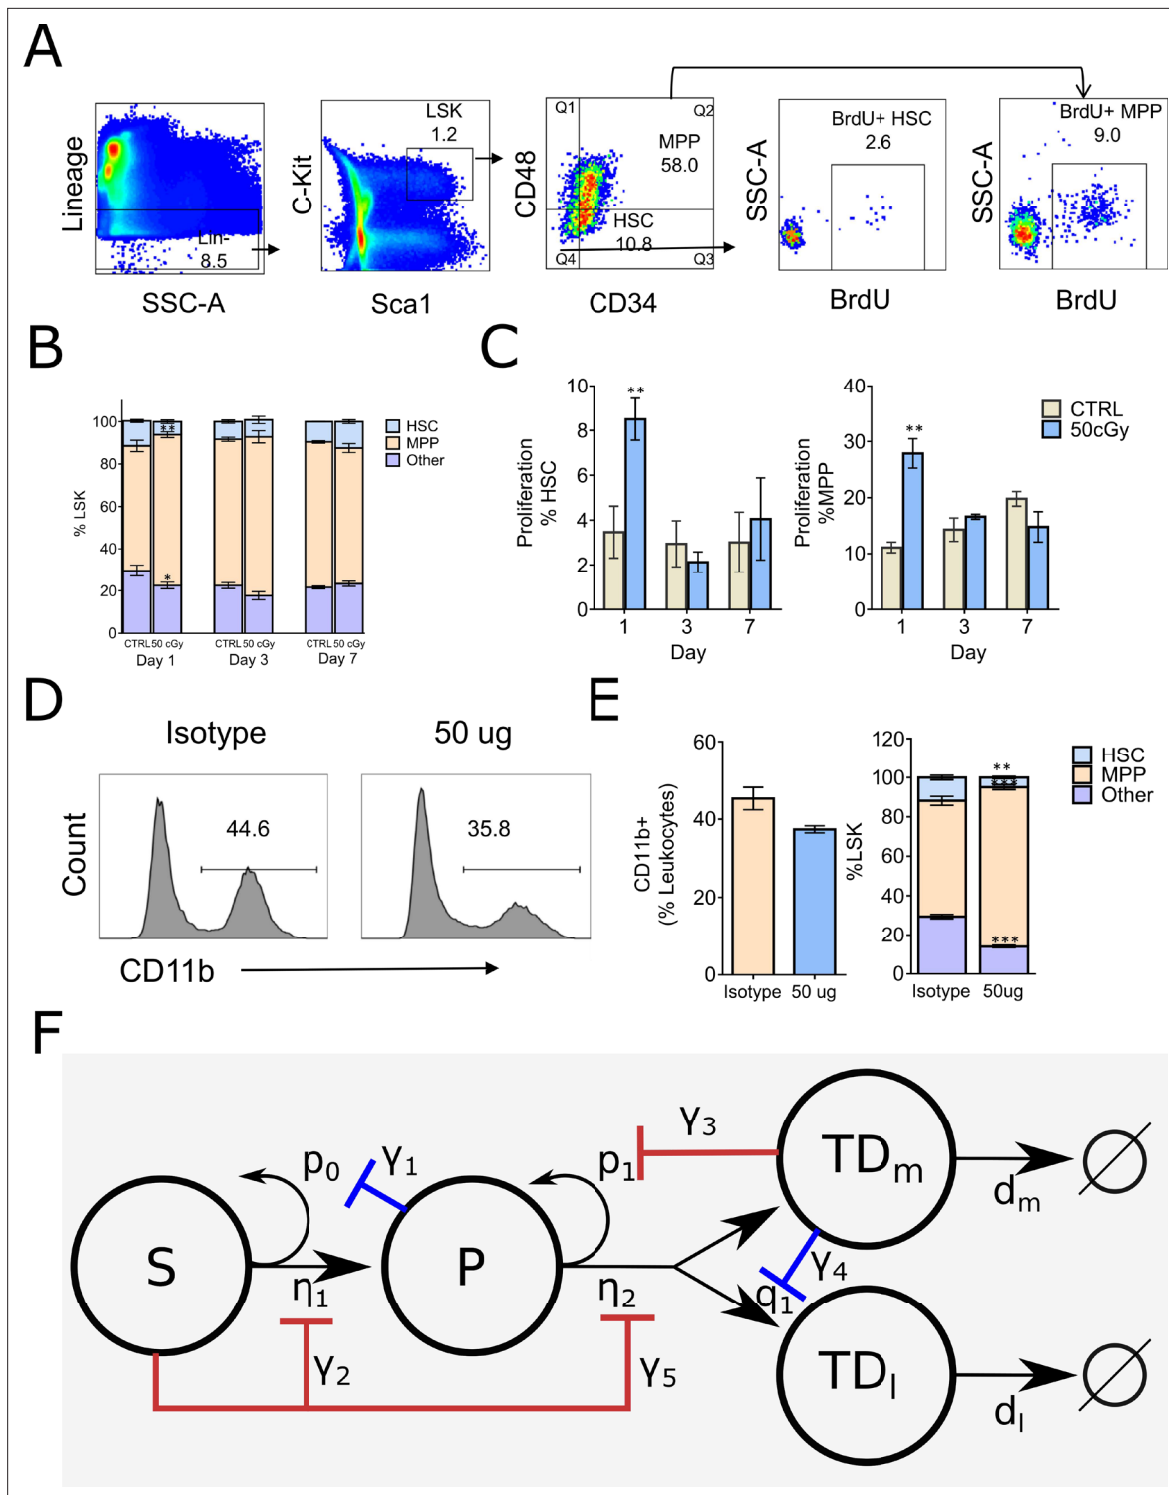 A
Lineage
Lin-
8.5
SSC-A
C-Kit
LSK
1.2
Sca1
CD48
Q1
Q2
MPP
58.0
HSC
10.8
Q4
Q3
CD34
SSC-A
BrdU+ HSC
2.6
BrdU
SSC-A
BrdU+ MPP
9.0
BrdU
B
% LSK
100
80
60
40
20
0
**
*
CTRL 50 cGy
CTRL 50 cGy
CTRL 50 cGy
Day 1
Day 3
Day 7
HSC
MPP
Other
C
Proliferation
% HSC
10
8
6
4
2
0
**
1
3
7
Day
Proliferation
%MPP
40
30
20
10
0
**
1
3
7
Day
CTRL
50cGy
D
Isotype
50 ug
Count
44.6
35.8
CD11b
E
CD11b+
(% Leukocytes)
60
40
20
0
Isotype
50 ug
%LSK
120
100
80
60
40
20
0
**
***
***
Isotype
50ug
HSC
MPP
Other
F
S
p₀
η₁
γ₁
γ₂
P
p₁
η₂
γ₃
γ₄
γ₅
q₁
TDₘ
dₘ
TDₗ
dₗ